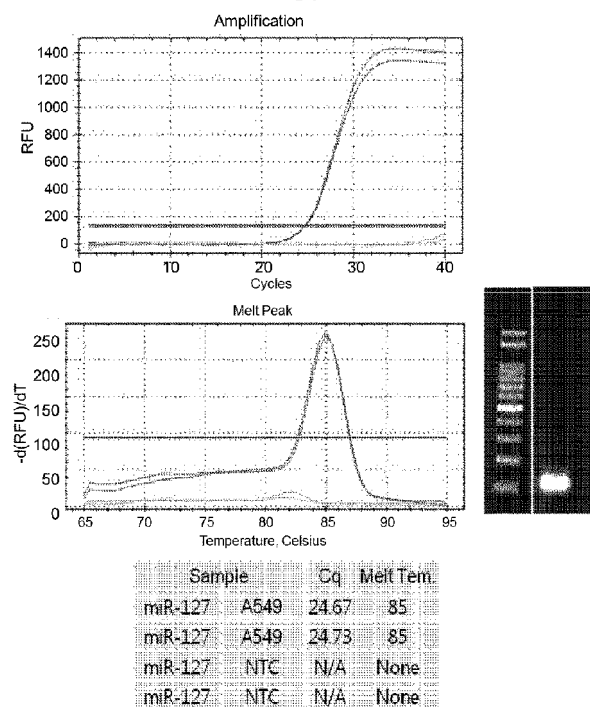 Amplification
1400
1200
1000
800
600
400
200
0
RFU
0 10 20 30 40
Cycles
Melt Peak
250
200
150
100
50
0
-d(RFU)/dT
65 70 75 80 85 90 95
Temperature, Celsius
Sample Cq Melt Tem.
miR-127 A549 24.67 85
miR-127 A549 24.73 85
miR-127 NTC N/A None
miR-127 NTC N/A None